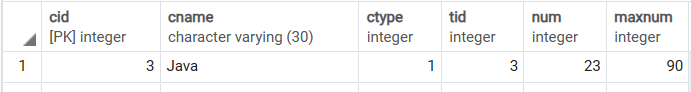 cid cname ctype tid num maxnum
[PK] integer character varying (30) integer integer integer integer
1 3 Java 1 3 23 90